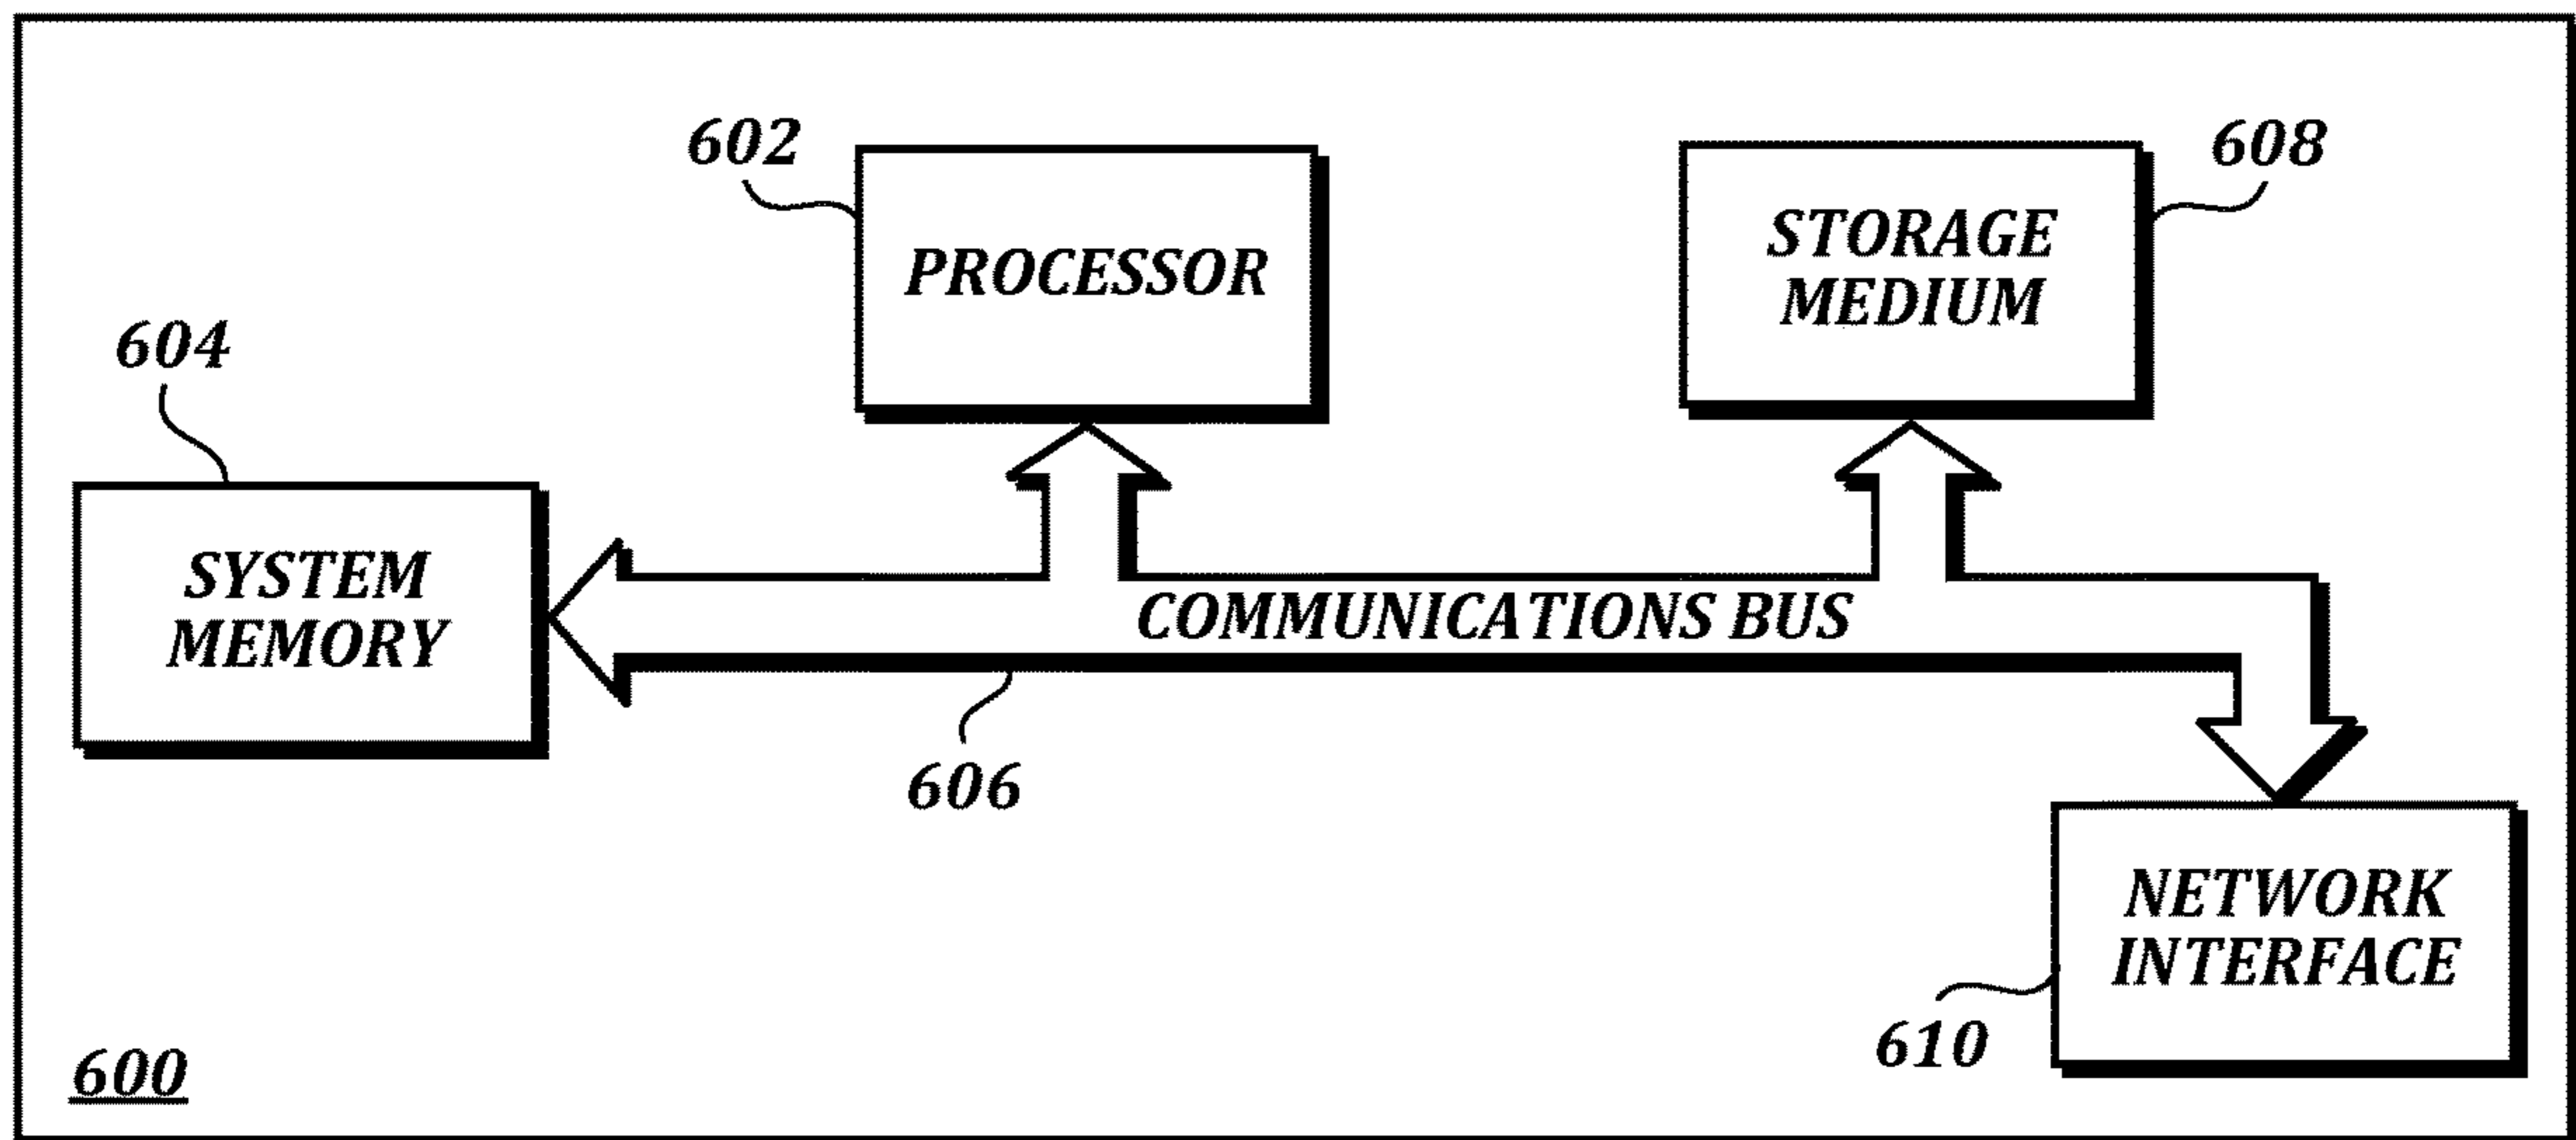 602
608
PROCESSOR
STORAGE
MEDIUM
604
SYSTEM
MEMORY
COMMUNICATIONS BUS
606
NETWORK
INTERFACE
610
600